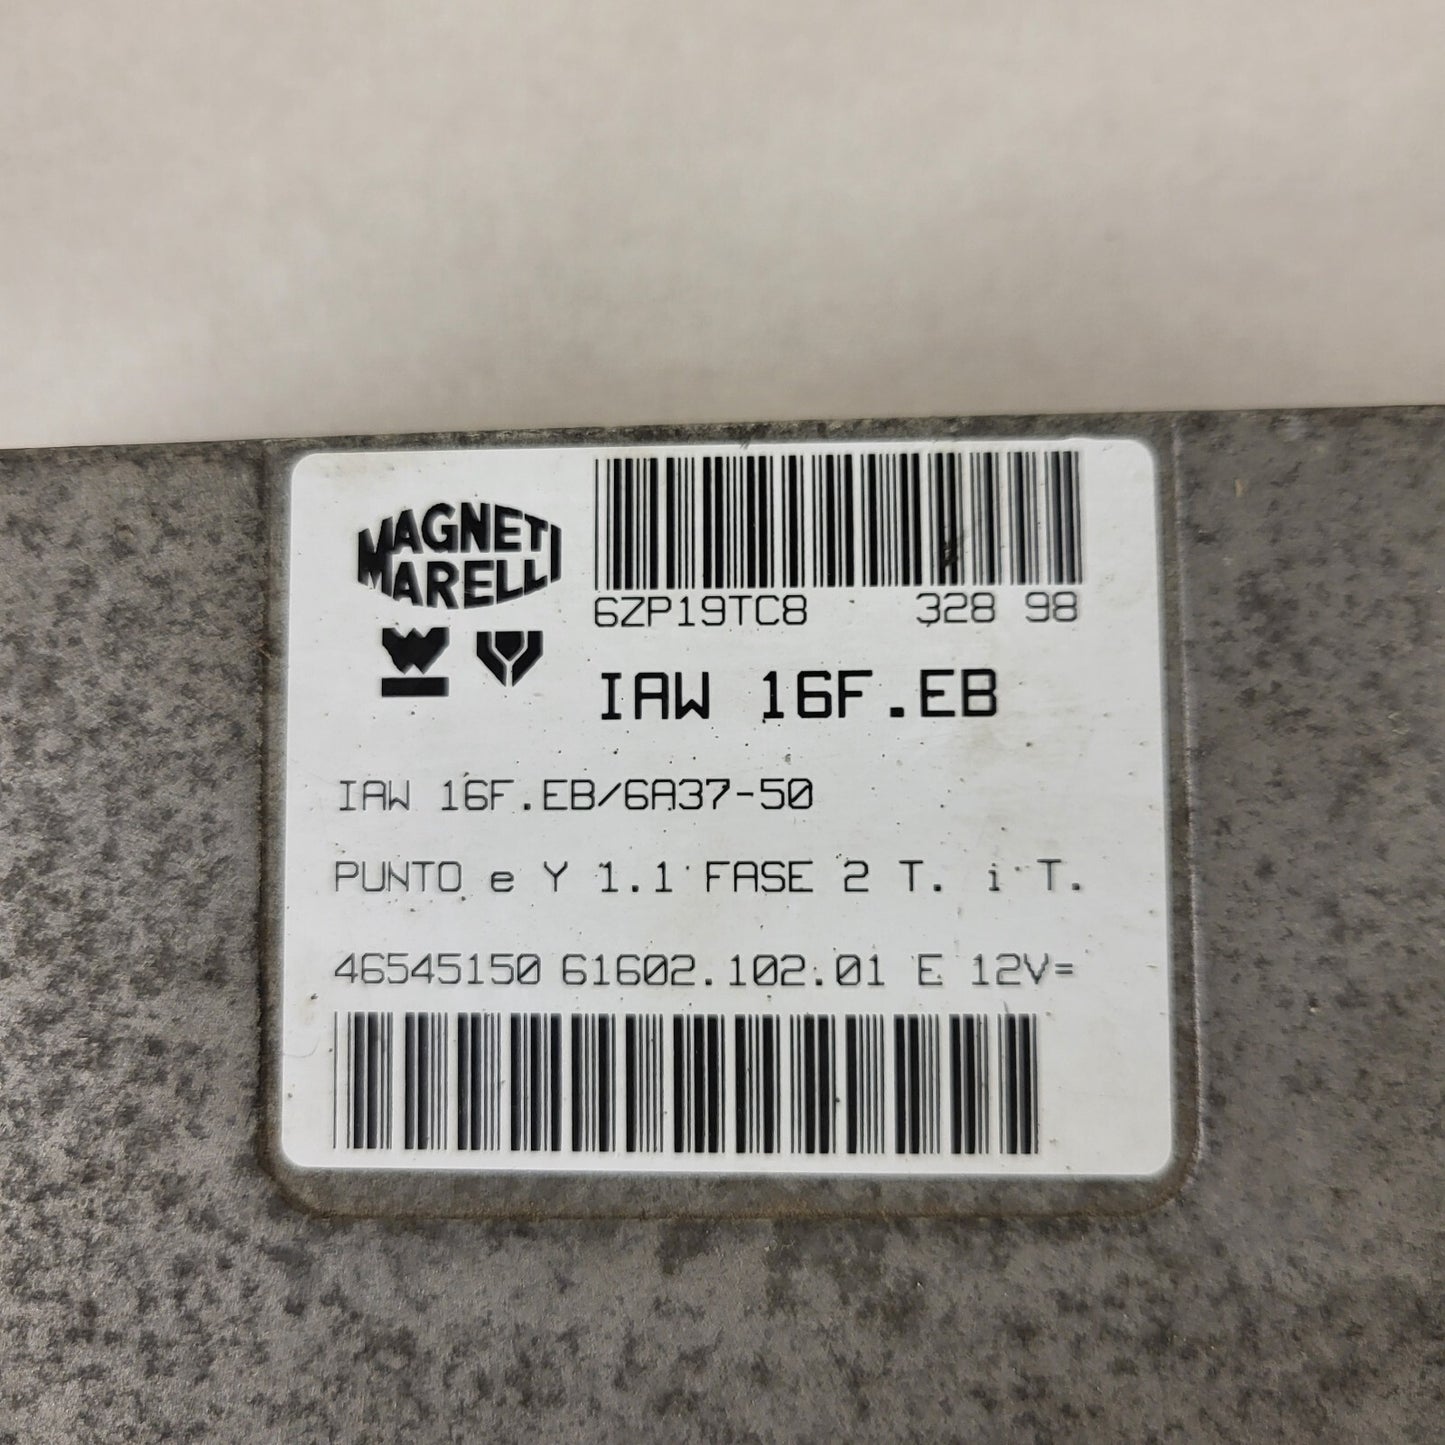 MAGNETI
MARELLI
6ZP19TC8 328 98
IAW 16F.EB
IAW 16F.EB/6A37-50
PUNTO e Y 1.1 FASE 2 T. i T.
46545150 61602.102.01 E 12V=